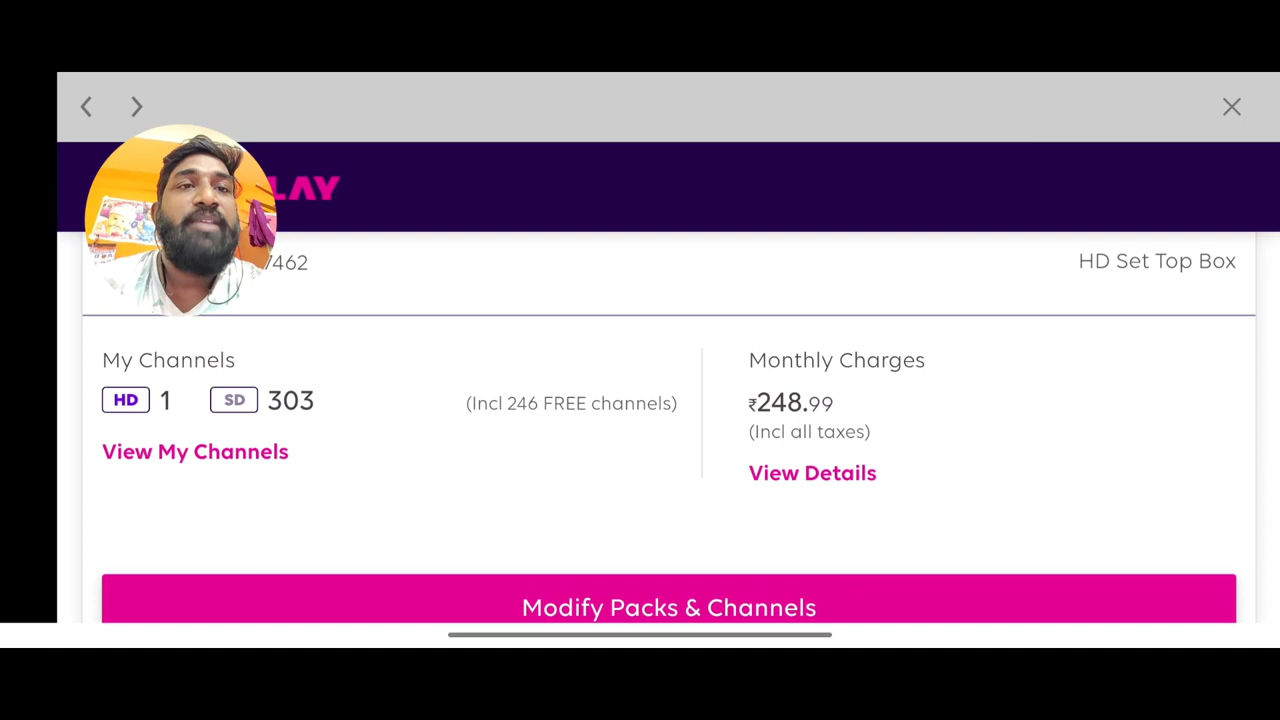 LAY
7462
HD Set Top Box
My Channels
HD 1 SD 303 (Incl 246 FREE channels)
View My Channels
Monthly Charges
₹248.99
(Incl all taxes)
View Details
Modify Packs & Channels